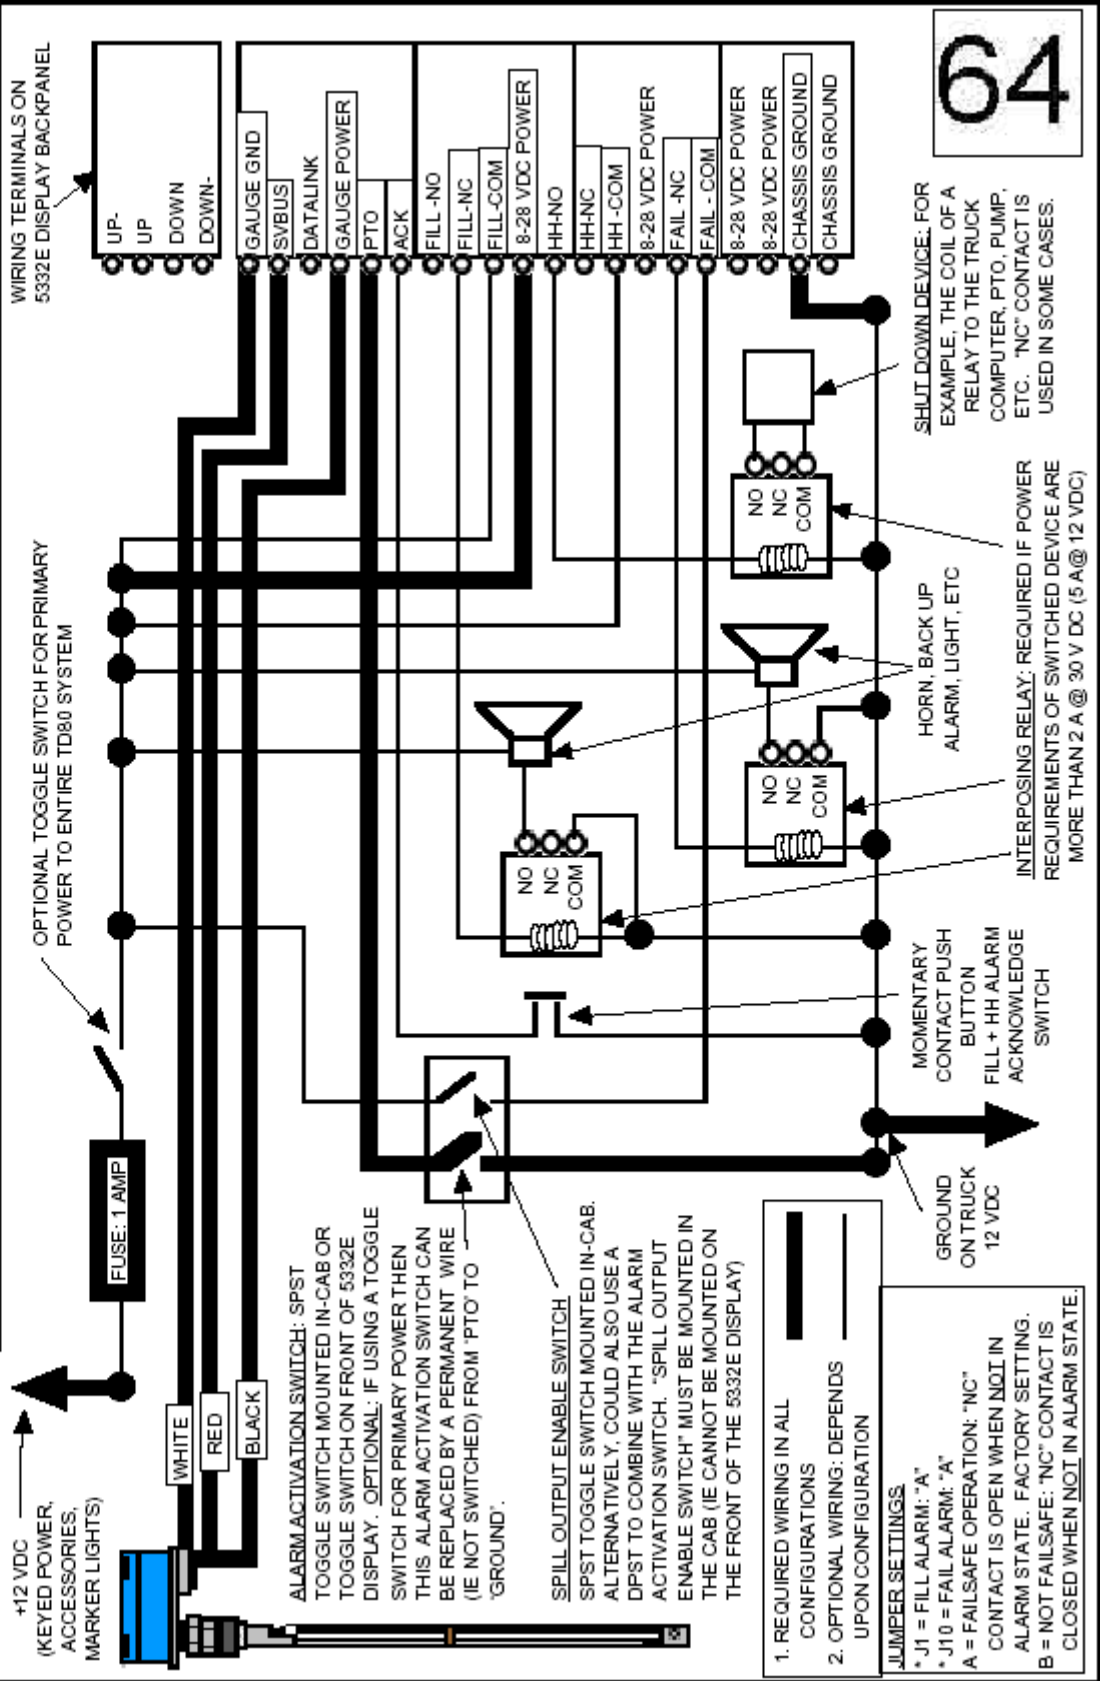 +12 VDC
(KEYED POWER,
ACCESSORIES,
MARKER LIGHTS)
FUSE: 1 AMP
OPTIONAL TOGGLE SWITCH FOR PRIMARY
POWER TO ENTIRE TD80 SYSTEM
WIRING TERMINALS ON
5332E DISPLAY BACKPANEL
WHITE
RED
BLACK
UP-
UP
DOWN
DOWN-
GAUGE GND
SVBUS
DATALINK
GAUGE POWER
PTO
ACK
FILL -NO
FILL-NC
FILL-COM
8-28 VDC POWER
HH-NO
HH-NC
HH -COM
8-28 VDC POWER
FAIL -NC
FAIL - COM
8-28 VDC POWER
8-28 VDC POWER
CHASSIS GROUND
CHASSIS GROUND
ALARM ACTIVATION SWITCH: SPST
TOGGLE SWITCH MOUNTED IN-CAB OR
TOGGLE SWITCH ON FRONT OF 5332E
DISPLAY. OPTIONAL: IF USING A TOGGLE
SWITCH FOR PRIMARY POWER THEN
THIS ALARM ACTIVATION SWITCH CAN
BE REPLACED BY A PERMANENT WIRE
(IE NOT SWITCHED) FROM 'PTO' TO
'GROUND'.
SPILL OUTPUT ENABLE SWITCH
SPST TOGGLE SWITCH MOUNTED IN-CAB.
ALTERNATIVELY, COULD ALSO USE A
DPST TO COMBINE WITH THE ALARM
ACTIVATION SWITCH. "SPILL OUTPUT
ENABLE SWITCH" MUST BE MOUNTED IN
THE CAB (IE CANNOT BE MOUNTED ON
THE FRONT OF THE 5332E DISPLAY)
NO
NC
COM
NO
NC
COM
NO
NC
COM
1. REQUIRED WIRING IN ALL
CONFIGURATIONS
2. OPTIONAL WIRING: DEPENDS
UPON CONFIGURATION
JUMPER SETTINGS
* J1 = FILL ALARM: "A"
* J10 = FAIL ALARM: "A"
A = FAILSAFE OPERATION: "NC"
CONTACT IS OPEN WHEN NOT IN
ALARM STATE. FACTORY SETTING.
B = NOT FAILSAFE: "NC" CONTACT IS
CLOSED WHEN NOT IN ALARM STATE.
GROUND
ON TRUCK
12 VDC
MOMENTARY
CONTACT PUSH
BUTTON
FILL + HH ALARM
ACKNOWLEDGE
SWITCH
HORN, BACK UP
ALARM, LIGHT, ETC
INTERPOSING RELAY: REQUIRED IF POWER
REQUIREMENTS OF SWITCHED DEVICE ARE
MORE THAN 2 A @ 30 V DC (5 A @ 12 VDC)
SHUT DOWN DEVICE: FOR
EXAMPLE, THE COIL OF A
RELAY TO THE TRUCK
COMPUTER, PTO, PUMP,
ETC. "NC" CONTACT IS
USED IN SOME CASES.
64